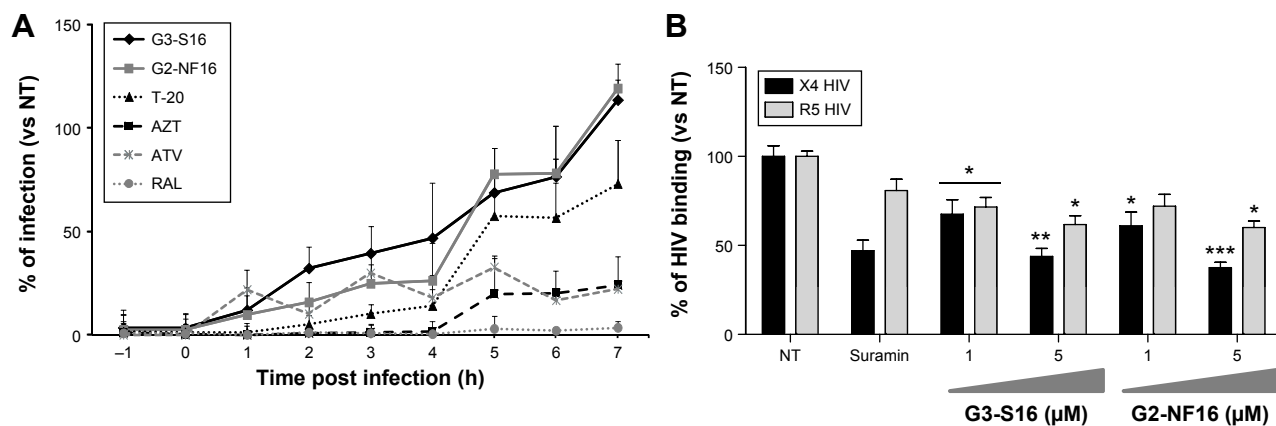 A
% of infection (vs NT)
150
100
50
0
G3-S16
G2-NF16
T-20
AZT
ATV
RAL
–1 0 1 2 3 4 5 6 7
Time post infection (h)
B
% of HIV binding (vs NT)
150
100
50
0
X4 HIV
R5 HIV
*
**
*
*
***
*
NT Suramin 1 5 1 5
G3-S16 (µM) G2-NF16 (µM)